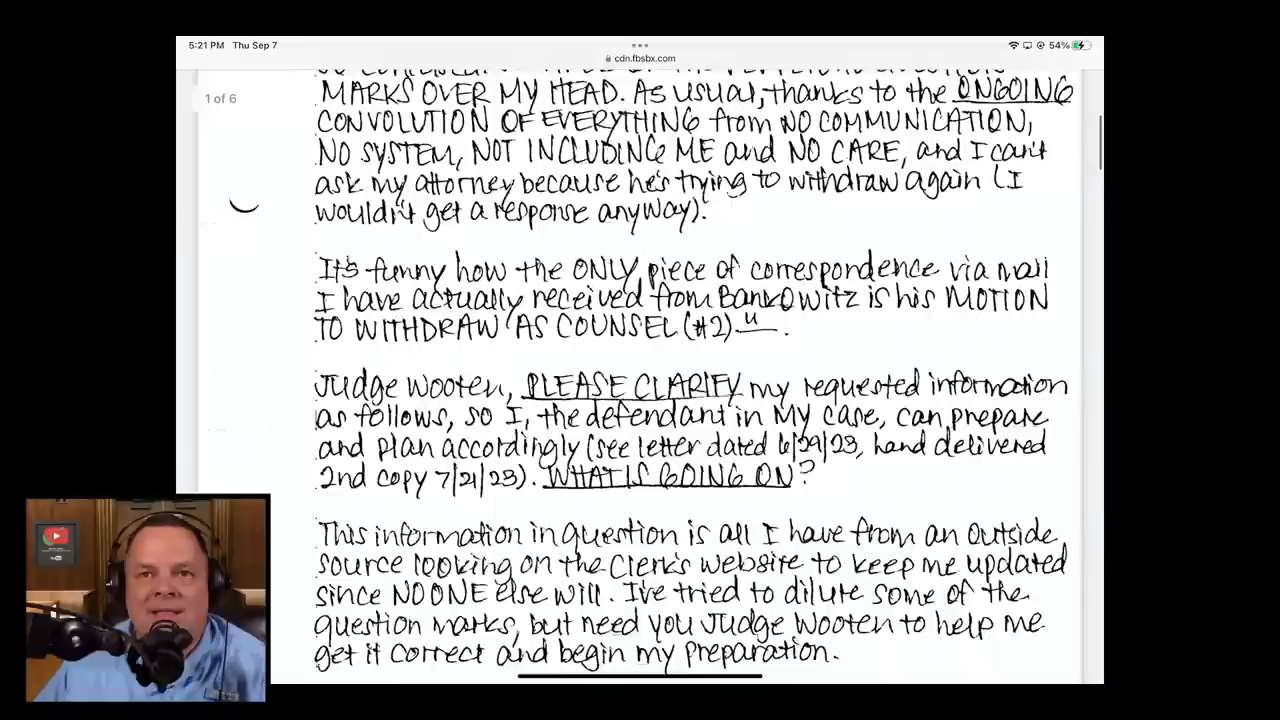 5:21 PM Thu Sep 7
54%
cdn.fbsbx.com
1 of 6
MARKS OVER MY HEAD. As usual, thanks to the ONGOING
CONVOLUTION OF EVERYTHING from NO COMMUNICATION,
NO SYSTEM, NOT INCLUDING ME and NO CARE, and I can't
ask my attorney because he's trying to withdraw again (I
wouldn't get a response anyway).
It's funny how the ONLY piece of correspondence via mail
I have actually received from Bankowitz is his MOTION
TO WITHDRAW AS COUNSEL (#2)
Judge Wooten, PLEASE CLARIFY my requested information
as follows, so I, the defendant in MY case, can prepare
and plan accordingly (see letter dated 6/29/23, hand delivered
2nd copy 7/21/23). WHAT IS GOING ON?
This information in question is all I have from an outside
source looking on the Clerk's website to keep me updated
since NO ONE else will. I've tried to dilute some of the
question marks, but need you Judge Wooten to help me
get it correct and begin my preparation.